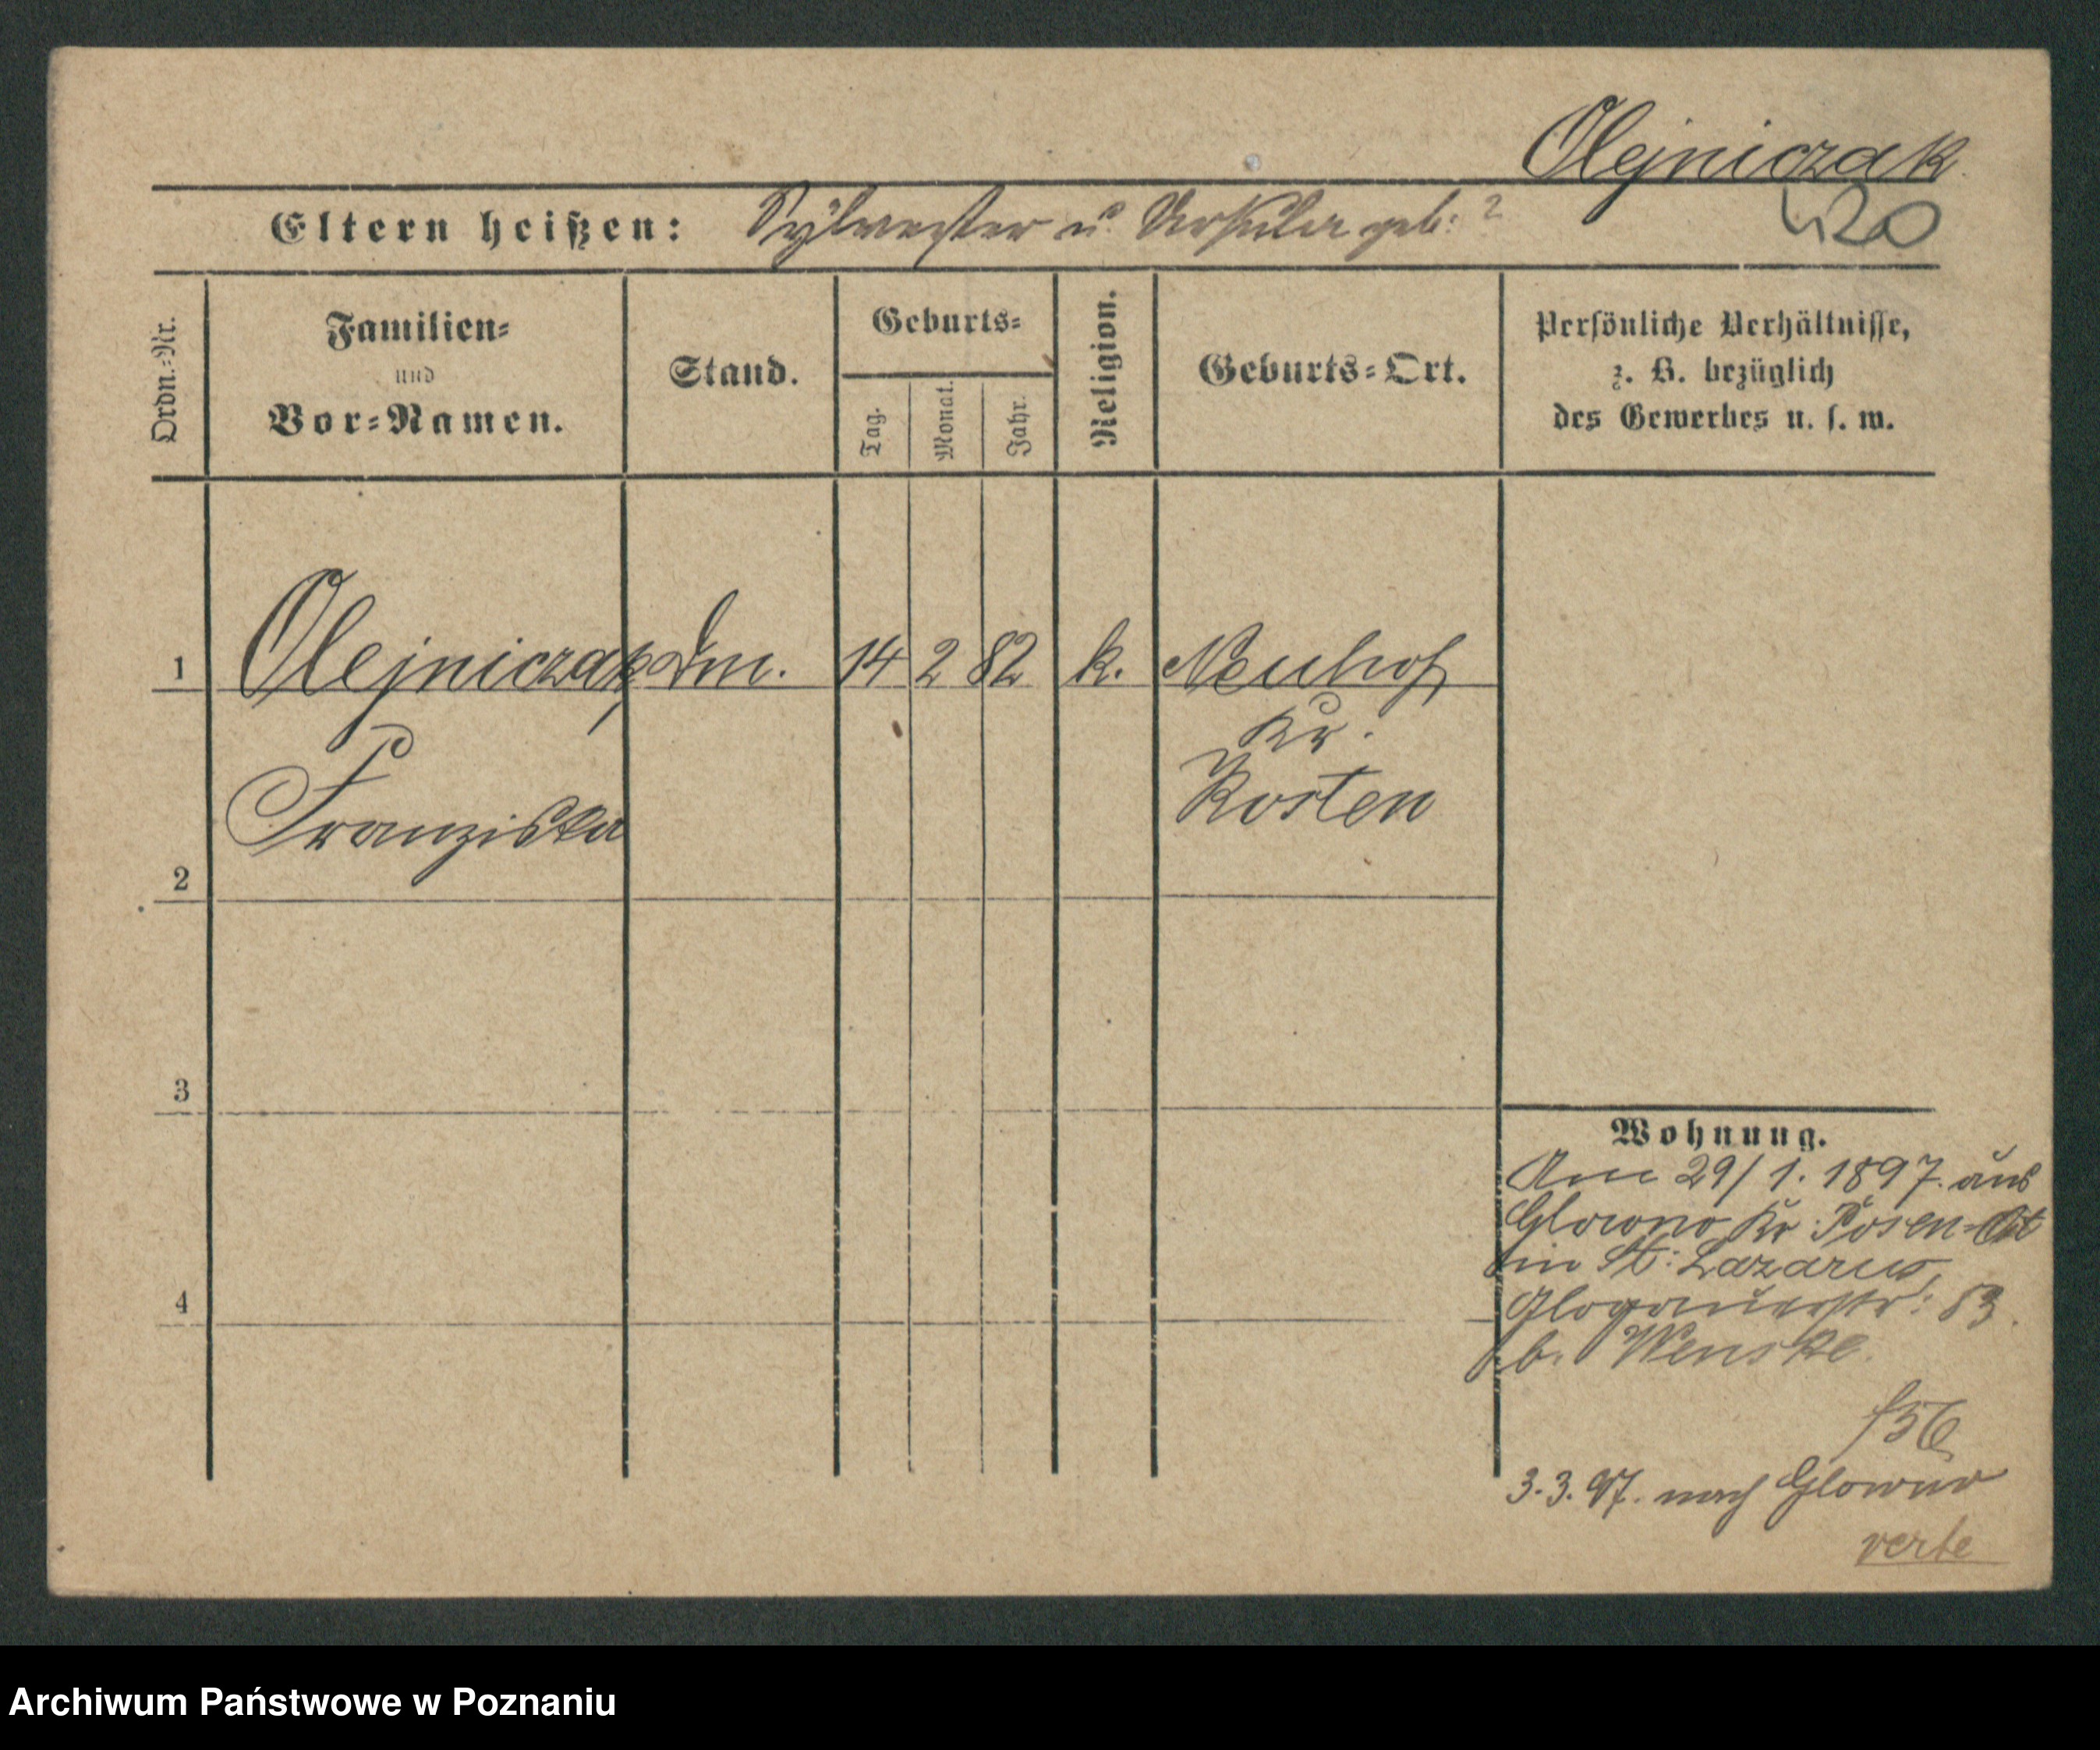 Olejniczak
420
Eltern heißen: Sylvester u. Ursula geb: ?
Ordn.-Nr.
Familien-
und
Vor-Namen.
Stand.
Geburts-
Tag.
Monat.
Jahr.
Religion.
Geburts-Ort.
Persönliche Verhältnisse,
z. B. bezüglich
des Gewerbes u. s. w.
1 Olejniczak Dm. 14 2 82 k. Neuhof
Kr.
Kosten
Franziska
2
3
4
Wohnung.
Am 29/1. 1897. aus
Glowno Kr. Posen-Ost
in St. Lazarus,
Glogauerstr: 83.
b. Wenske.
3.3.97. nach Glowno
verte
Archiwum Państwowe w Poznaniu